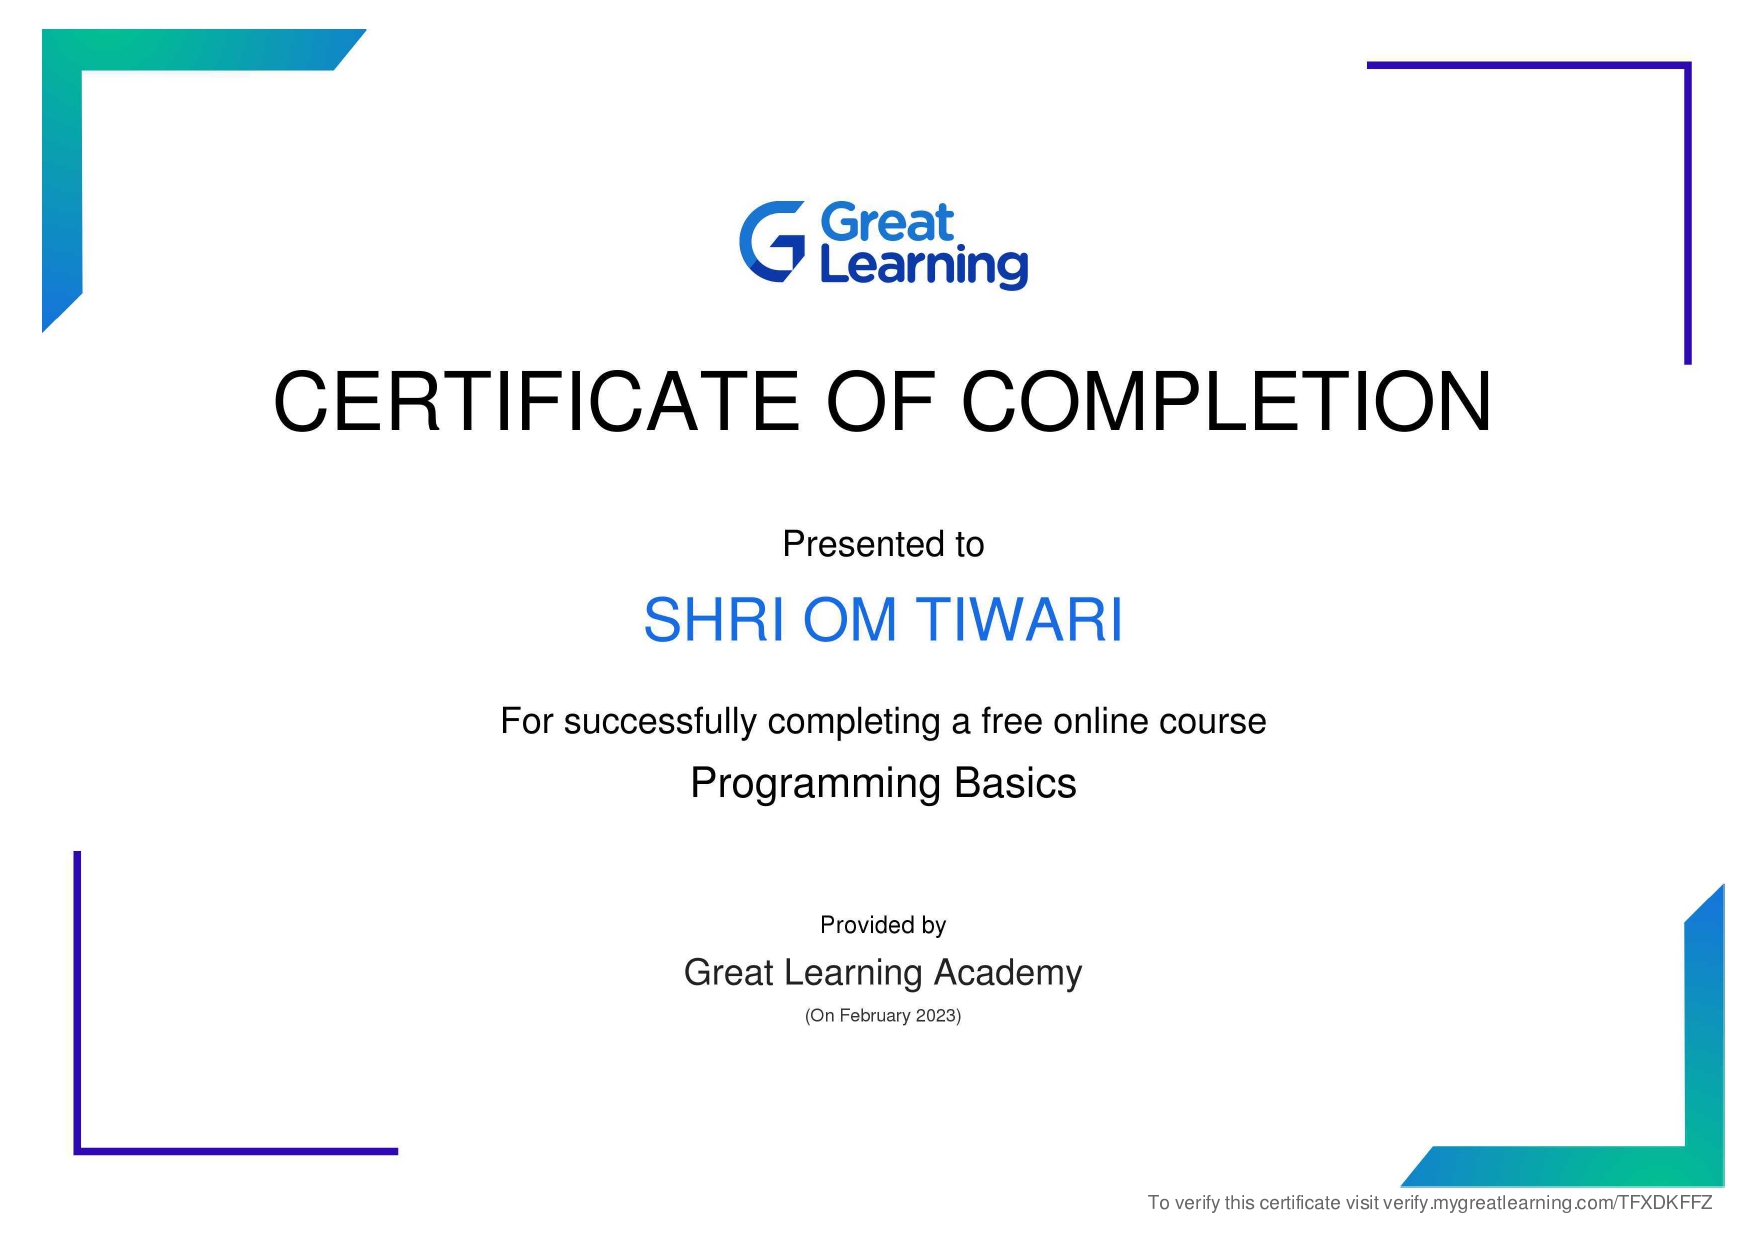 Great
Learning
CERTIFICATE OF COMPLETION
Presented to
SHRI OM TIWARI
For successfully completing a free online course
Programming Basics
Provided by
Great Learning Academy
(On February 2023)
To verify this certificate visit verify.mygreatlearning.com/TFXDKFFZ